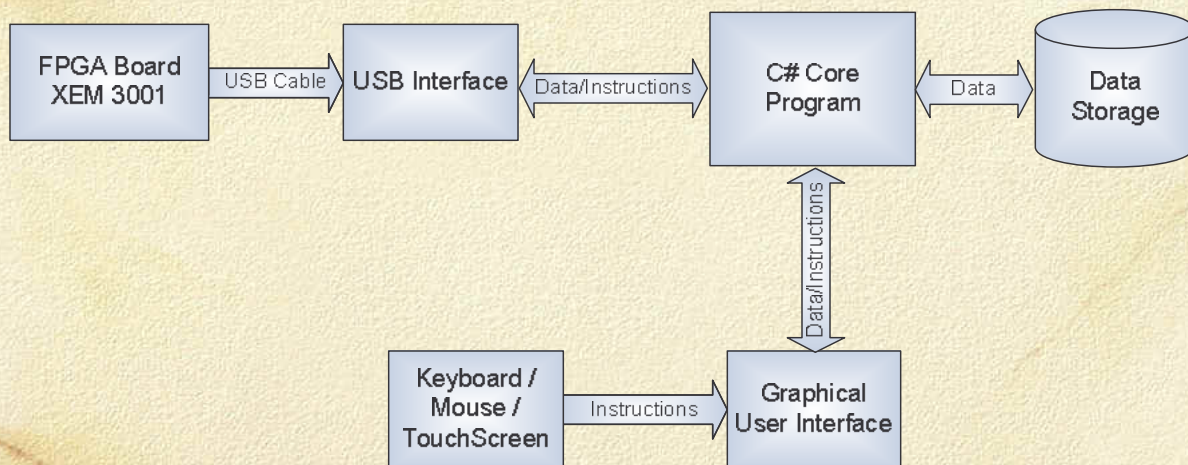 FPGA Board
XEM 3001
USB Cable
USB Interface
Data/Instructions
C# Core
Program
Data
Data
Storage
Data/Instructions
Keyboard /
Mouse /
TouchScreen
Instructions
Graphical
User Interface